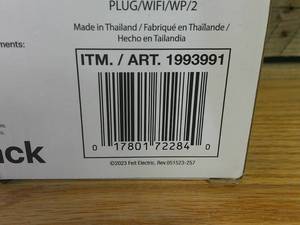 PLUG/WIFI/WP/2
Made in Thailand / Fabriqué en Thaïlande /
Hecho en Tailandia
ements:
ITM. / ART. 1993991
0 17801 72284 0
©2023 Feit Electric. Rev.051523-257
ack